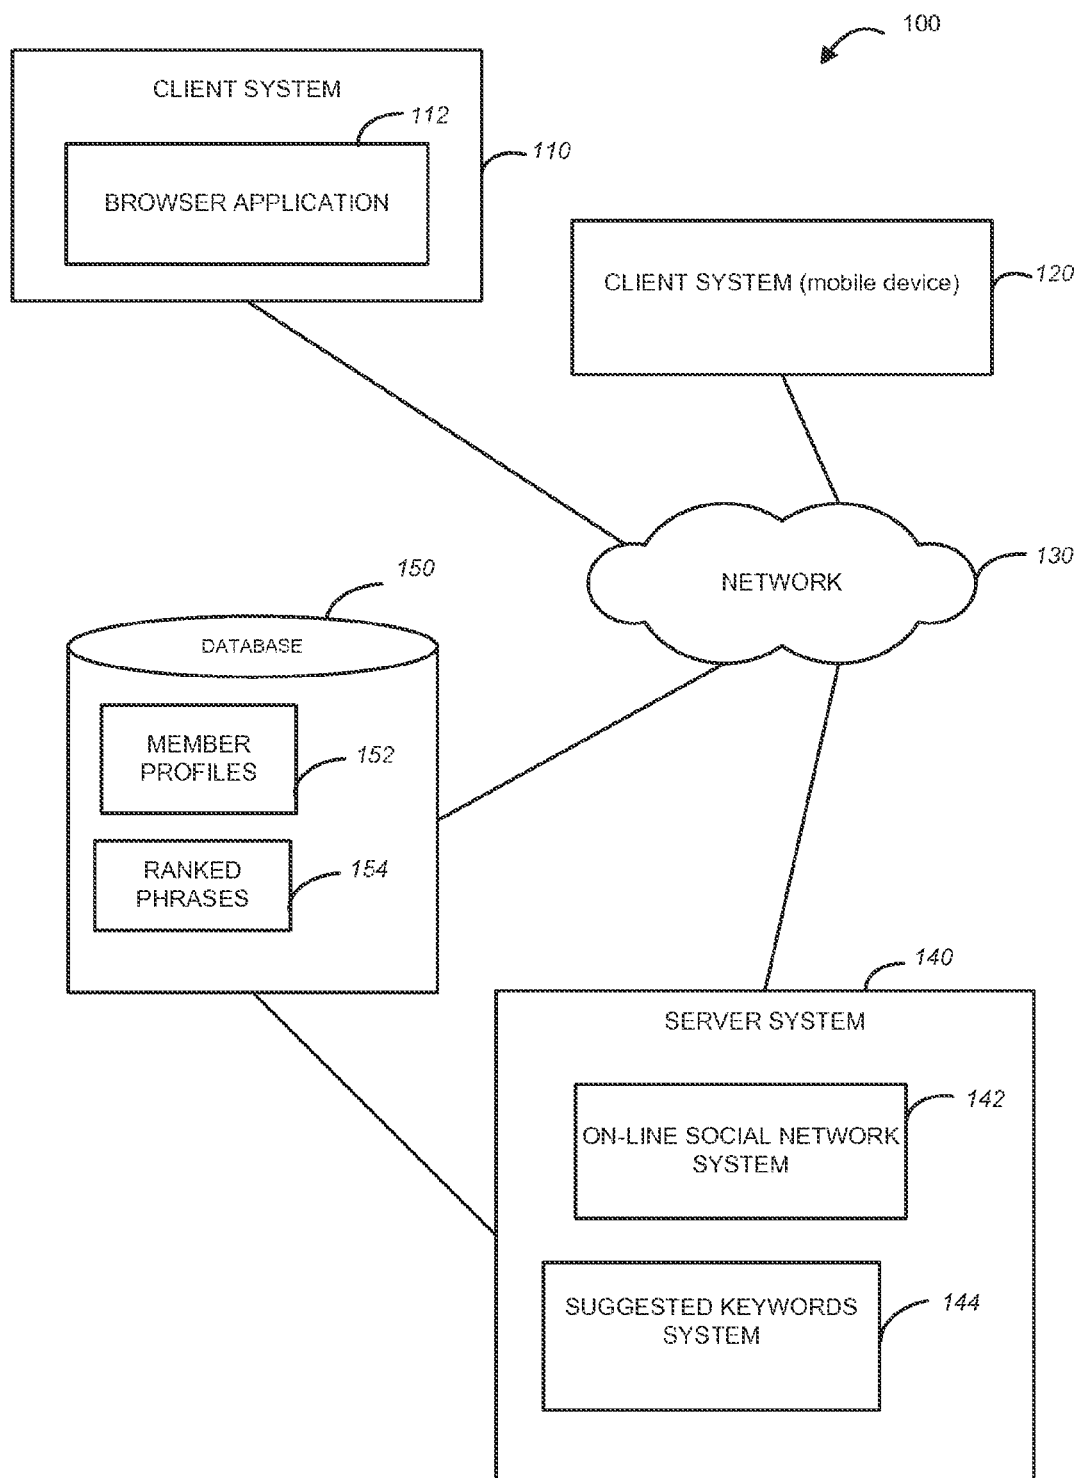 100
CLIENT SYSTEM
112
110
BROWSER APPLICATION
CLIENT SYSTEM (mobile device)
120
NETWORK
130
150
DATABASE
MEMBER
PROFILES
152
RANKED
PHRASES
154
140
SERVER SYSTEM
142
ON-LINE SOCIAL NETWORK
SYSTEM
SUGGESTED KEYWORDS
SYSTEM
144